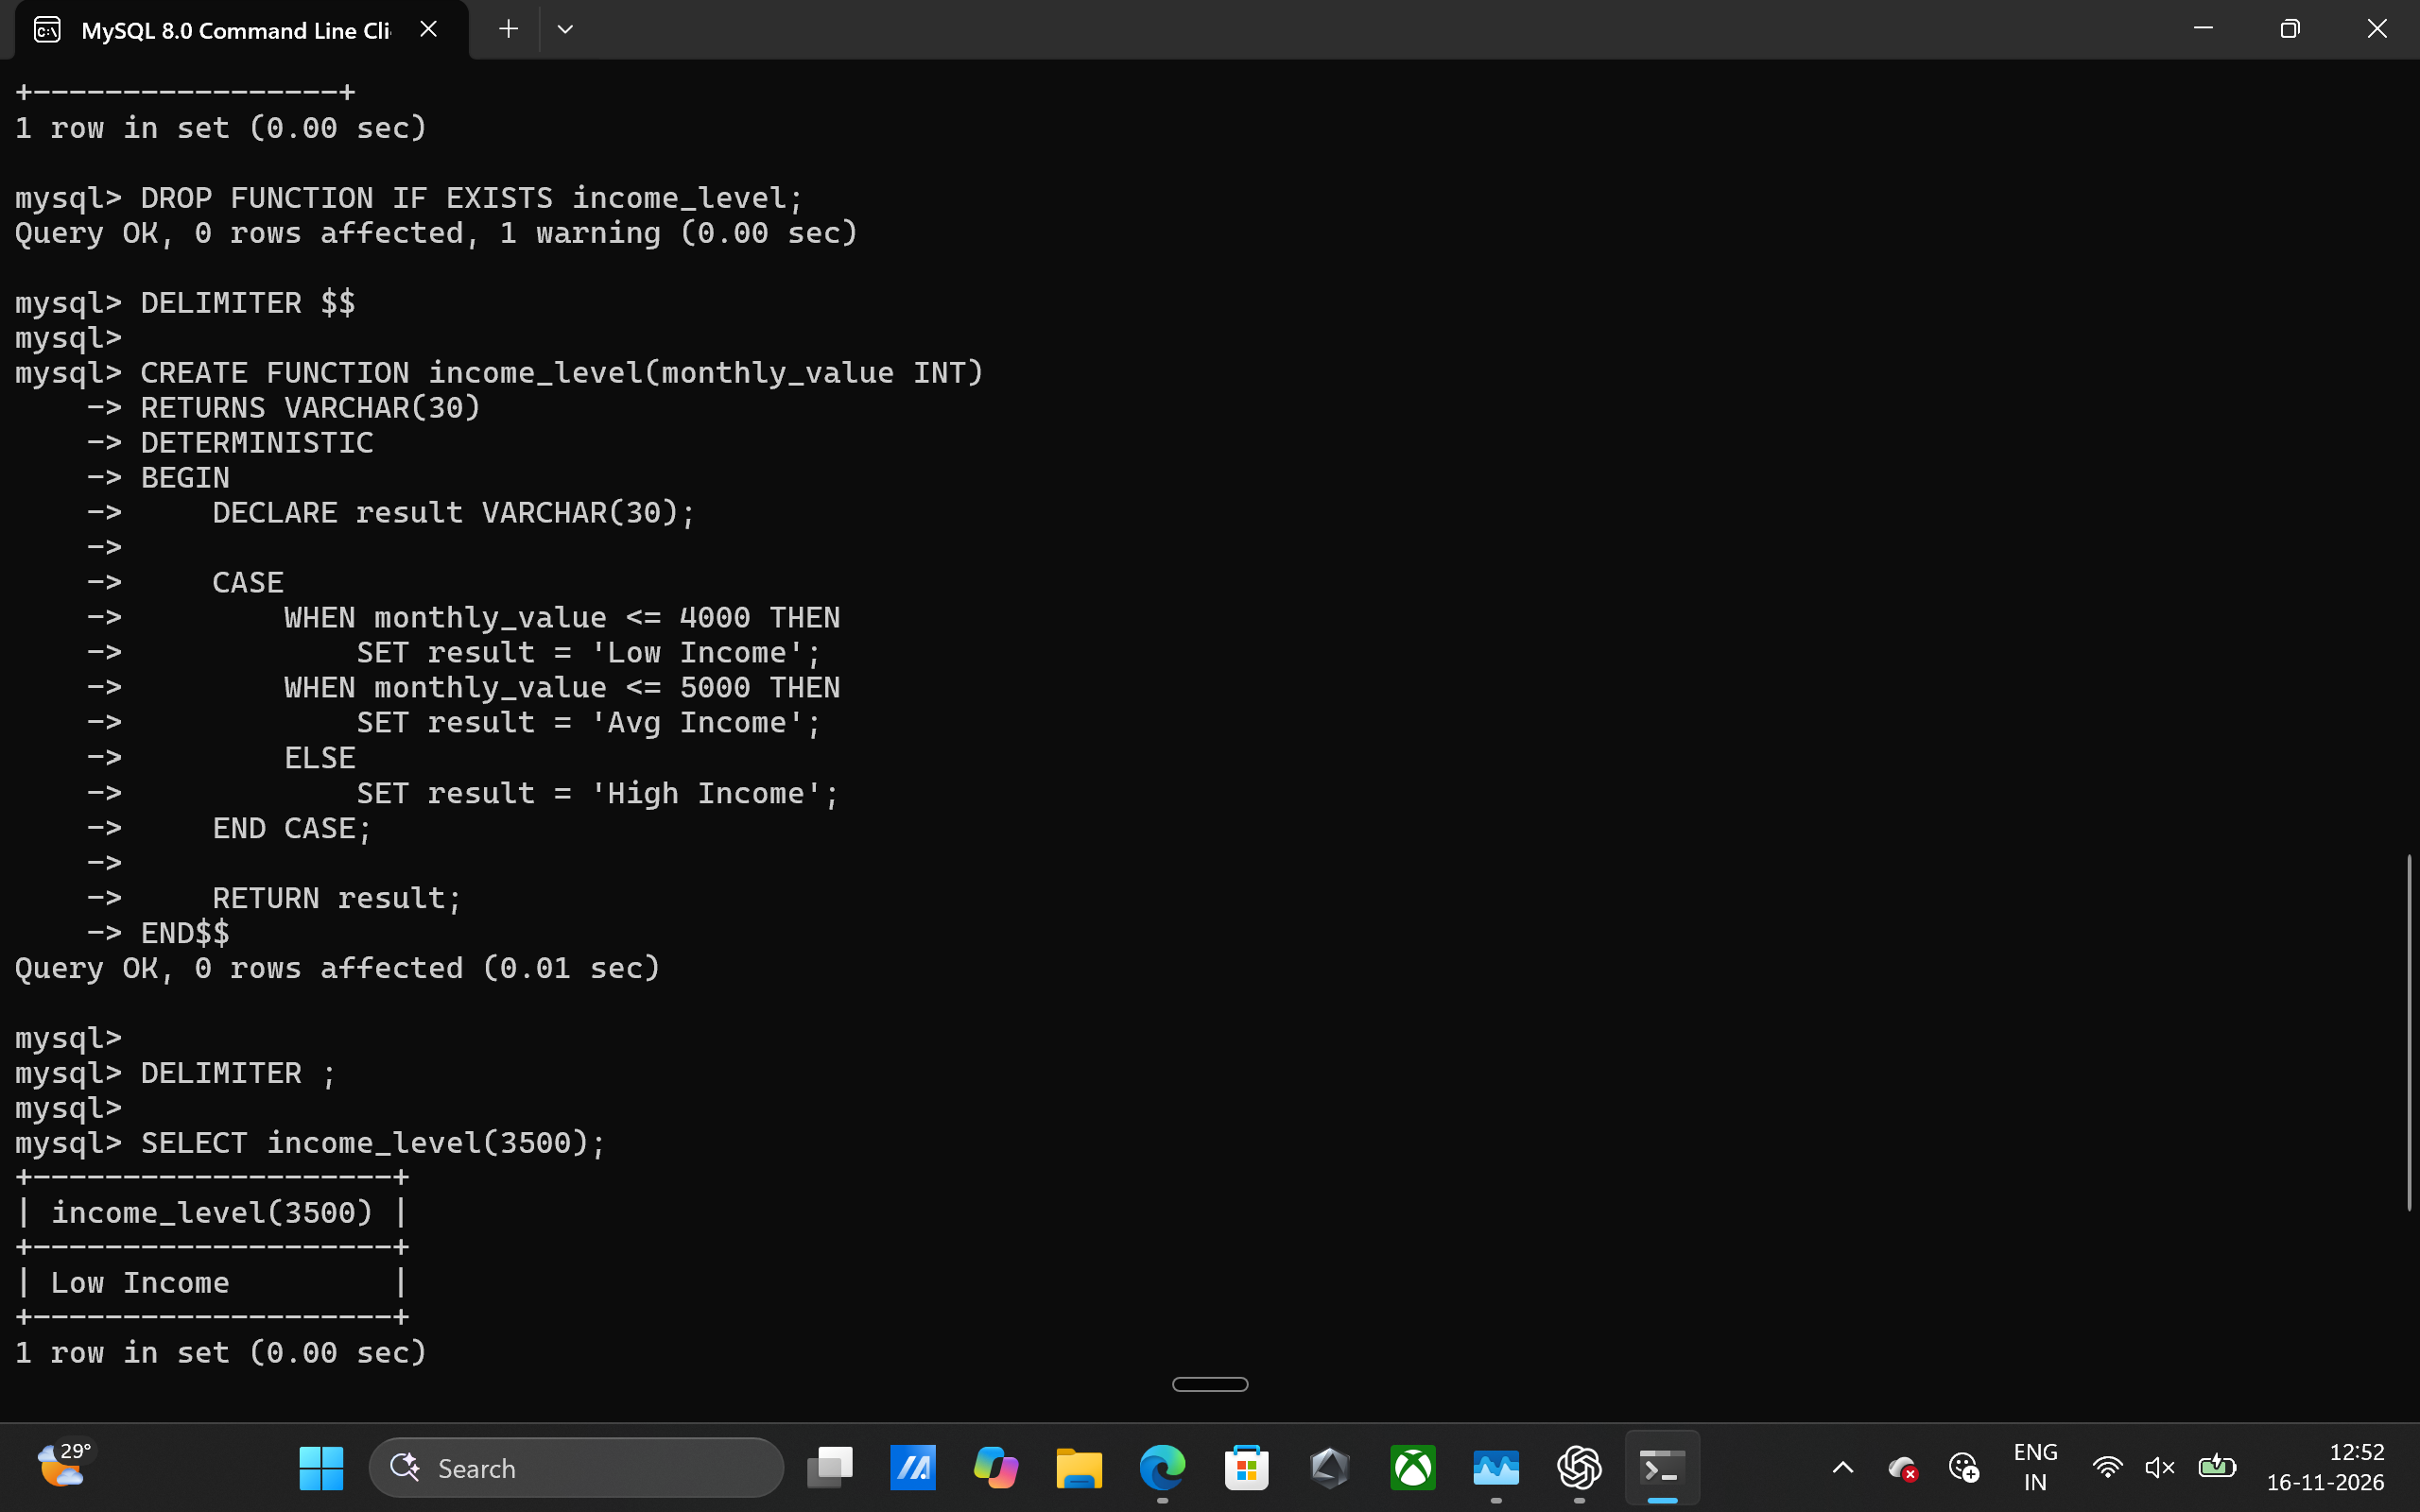 MySQL 8.0 Command Line Cli
+-----------------+
1 row in set (0.00 sec)
mysql> DROP FUNCTION IF EXISTS income_level;
Query OK, 0 rows affected, 1 warning (0.00 sec)
mysql> DELIMITER $$
mysql>
mysql> CREATE FUNCTION income_level(monthly_value INT)
    -> RETURNS VARCHAR(30)
    -> DETERMINISTIC
    -> BEGIN
    ->     DECLARE result VARCHAR(30);
    ->
    ->     CASE
    ->         WHEN monthly_value <= 4000 THEN
    ->             SET result = 'Low Income';
    ->         WHEN monthly_value <= 5000 THEN
    ->             SET result = 'Avg Income';
    ->         ELSE
    ->             SET result = 'High Income';
    ->     END CASE;
    ->
    ->     RETURN result;
    -> END$$
Query OK, 0 rows affected (0.01 sec)
mysql>
mysql> DELIMITER ;
mysql>
mysql> SELECT income_level(3500);
+--------------------+
| income_level(3500) |
+--------------------+
| Low Income         |
+--------------------+
1 row in set (0.00 sec)
29°
Search
ENG
IN
12:52
16-11-2026